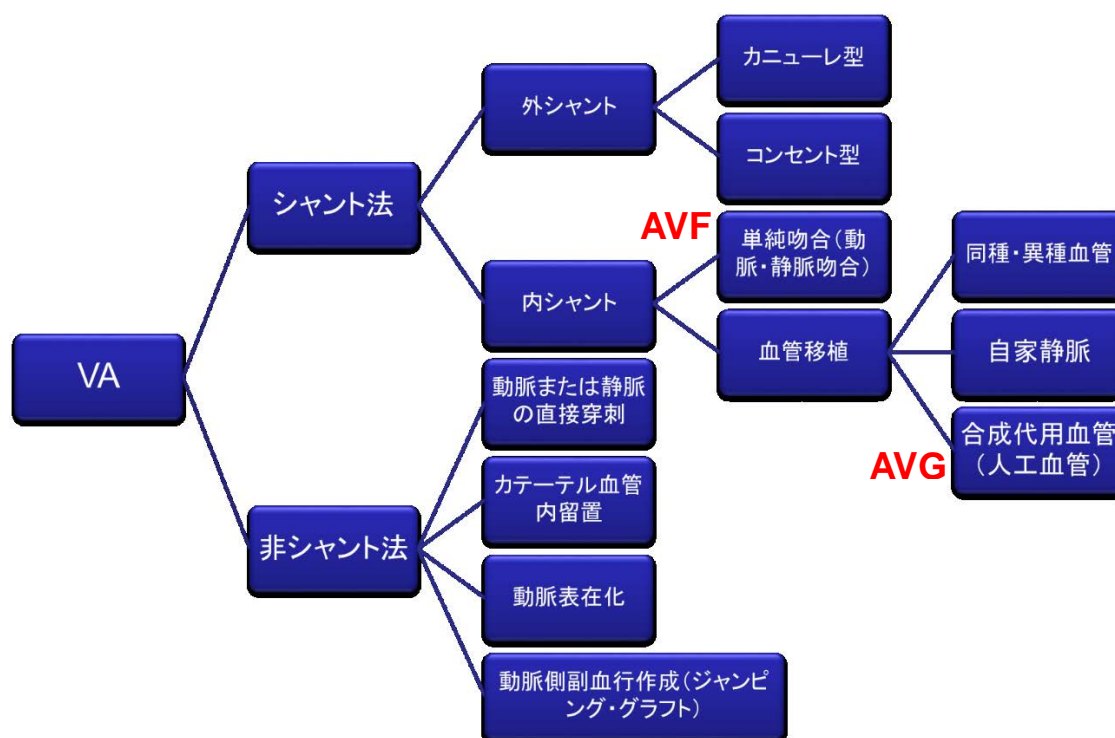 VA
シャント法
外シャント
カニューレ型
コンセント型
内シャント
AVF
単純吻合(動
脈・静脈吻合)
血管移植
同種・異種血管
自家静脈
AVG
合成代用血管
(人工血管)
非シャント法
動脈または静脈
の直接穿刺
カテーテル血管
内留置
動脈表在化
動脈側副血行作成(ジャンピ
ング・グラフト)